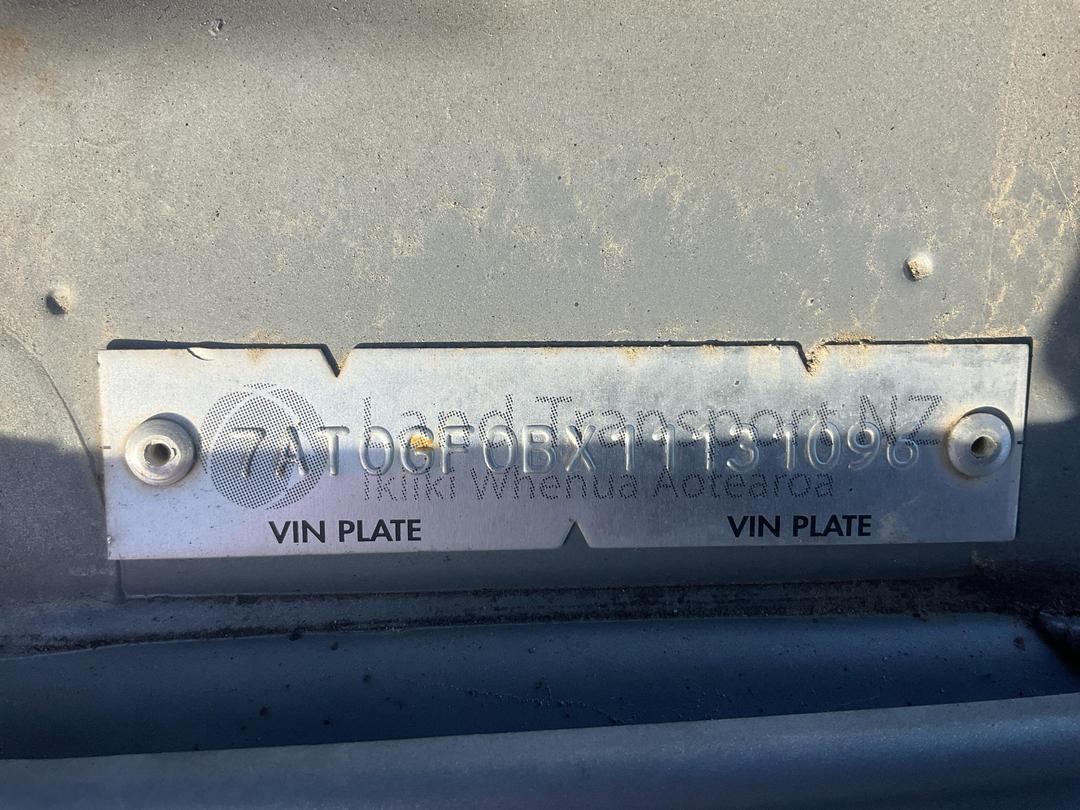 Land Transport NZ
7AT0GF0BX11131096
Ikiiki Whenua Aotearoa
VIN PLATE VIN PLATE